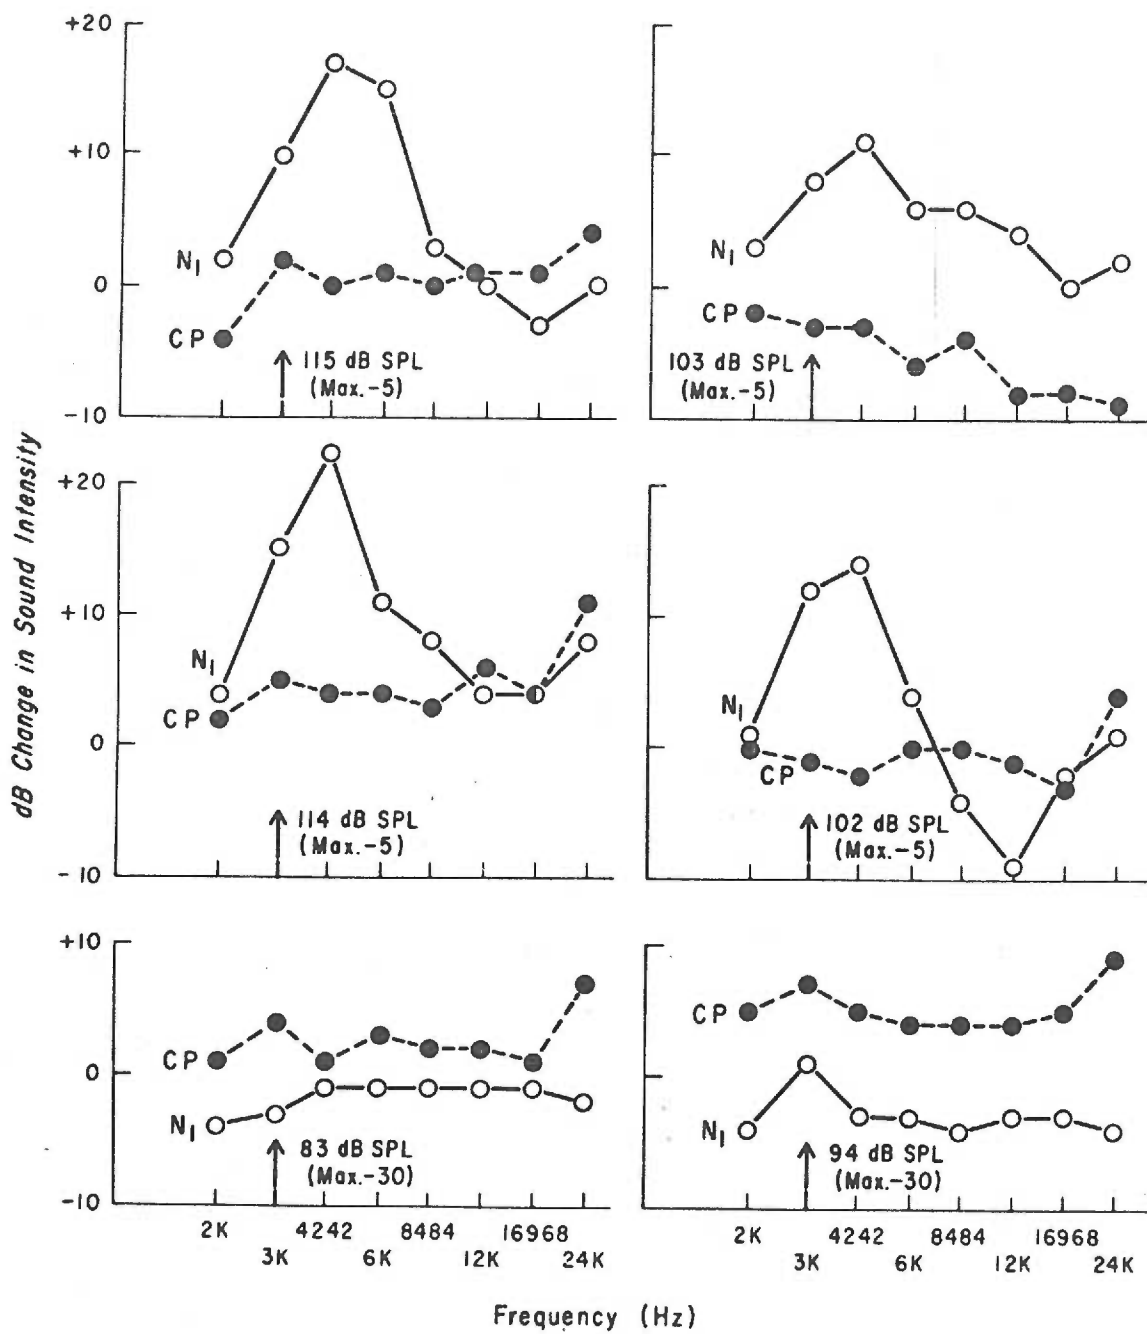 +20
+10
0
-10
N₁
CP
115 dB SPL
(Max.-5)
N₁
CP
103 dB SPL
(Max.-5)
dB Change in Sound Intensity
+20
+10
0
-10
N₁
CP
114 dB SPL
(Max.-5)
N₁
CP
102 dB SPL
(Max.-5)
+10
0
-10
CP
N₁
83 dB SPL
(Max.-30)
CP
N₁
94 dB SPL
(Max.-30)
2K 4242 8484 16968
3K 6K 12K 24K
2K 4242 8484 16968
3K 6K 12K 24K
Frequency (Hz)